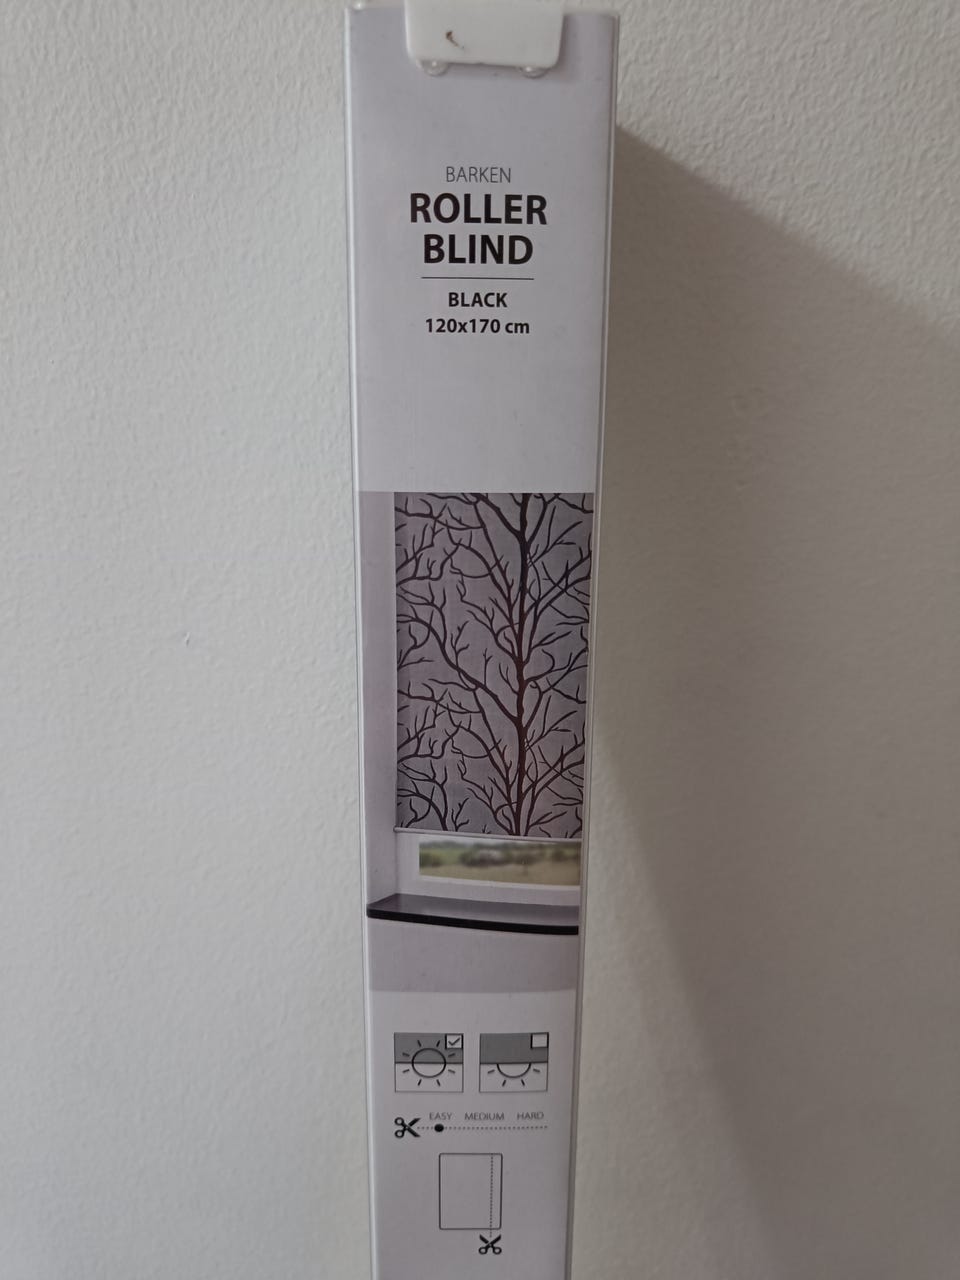 BARKEN
ROLLER
BLIND
BLACK
120x170 cm
EASY MEDIUM HARD